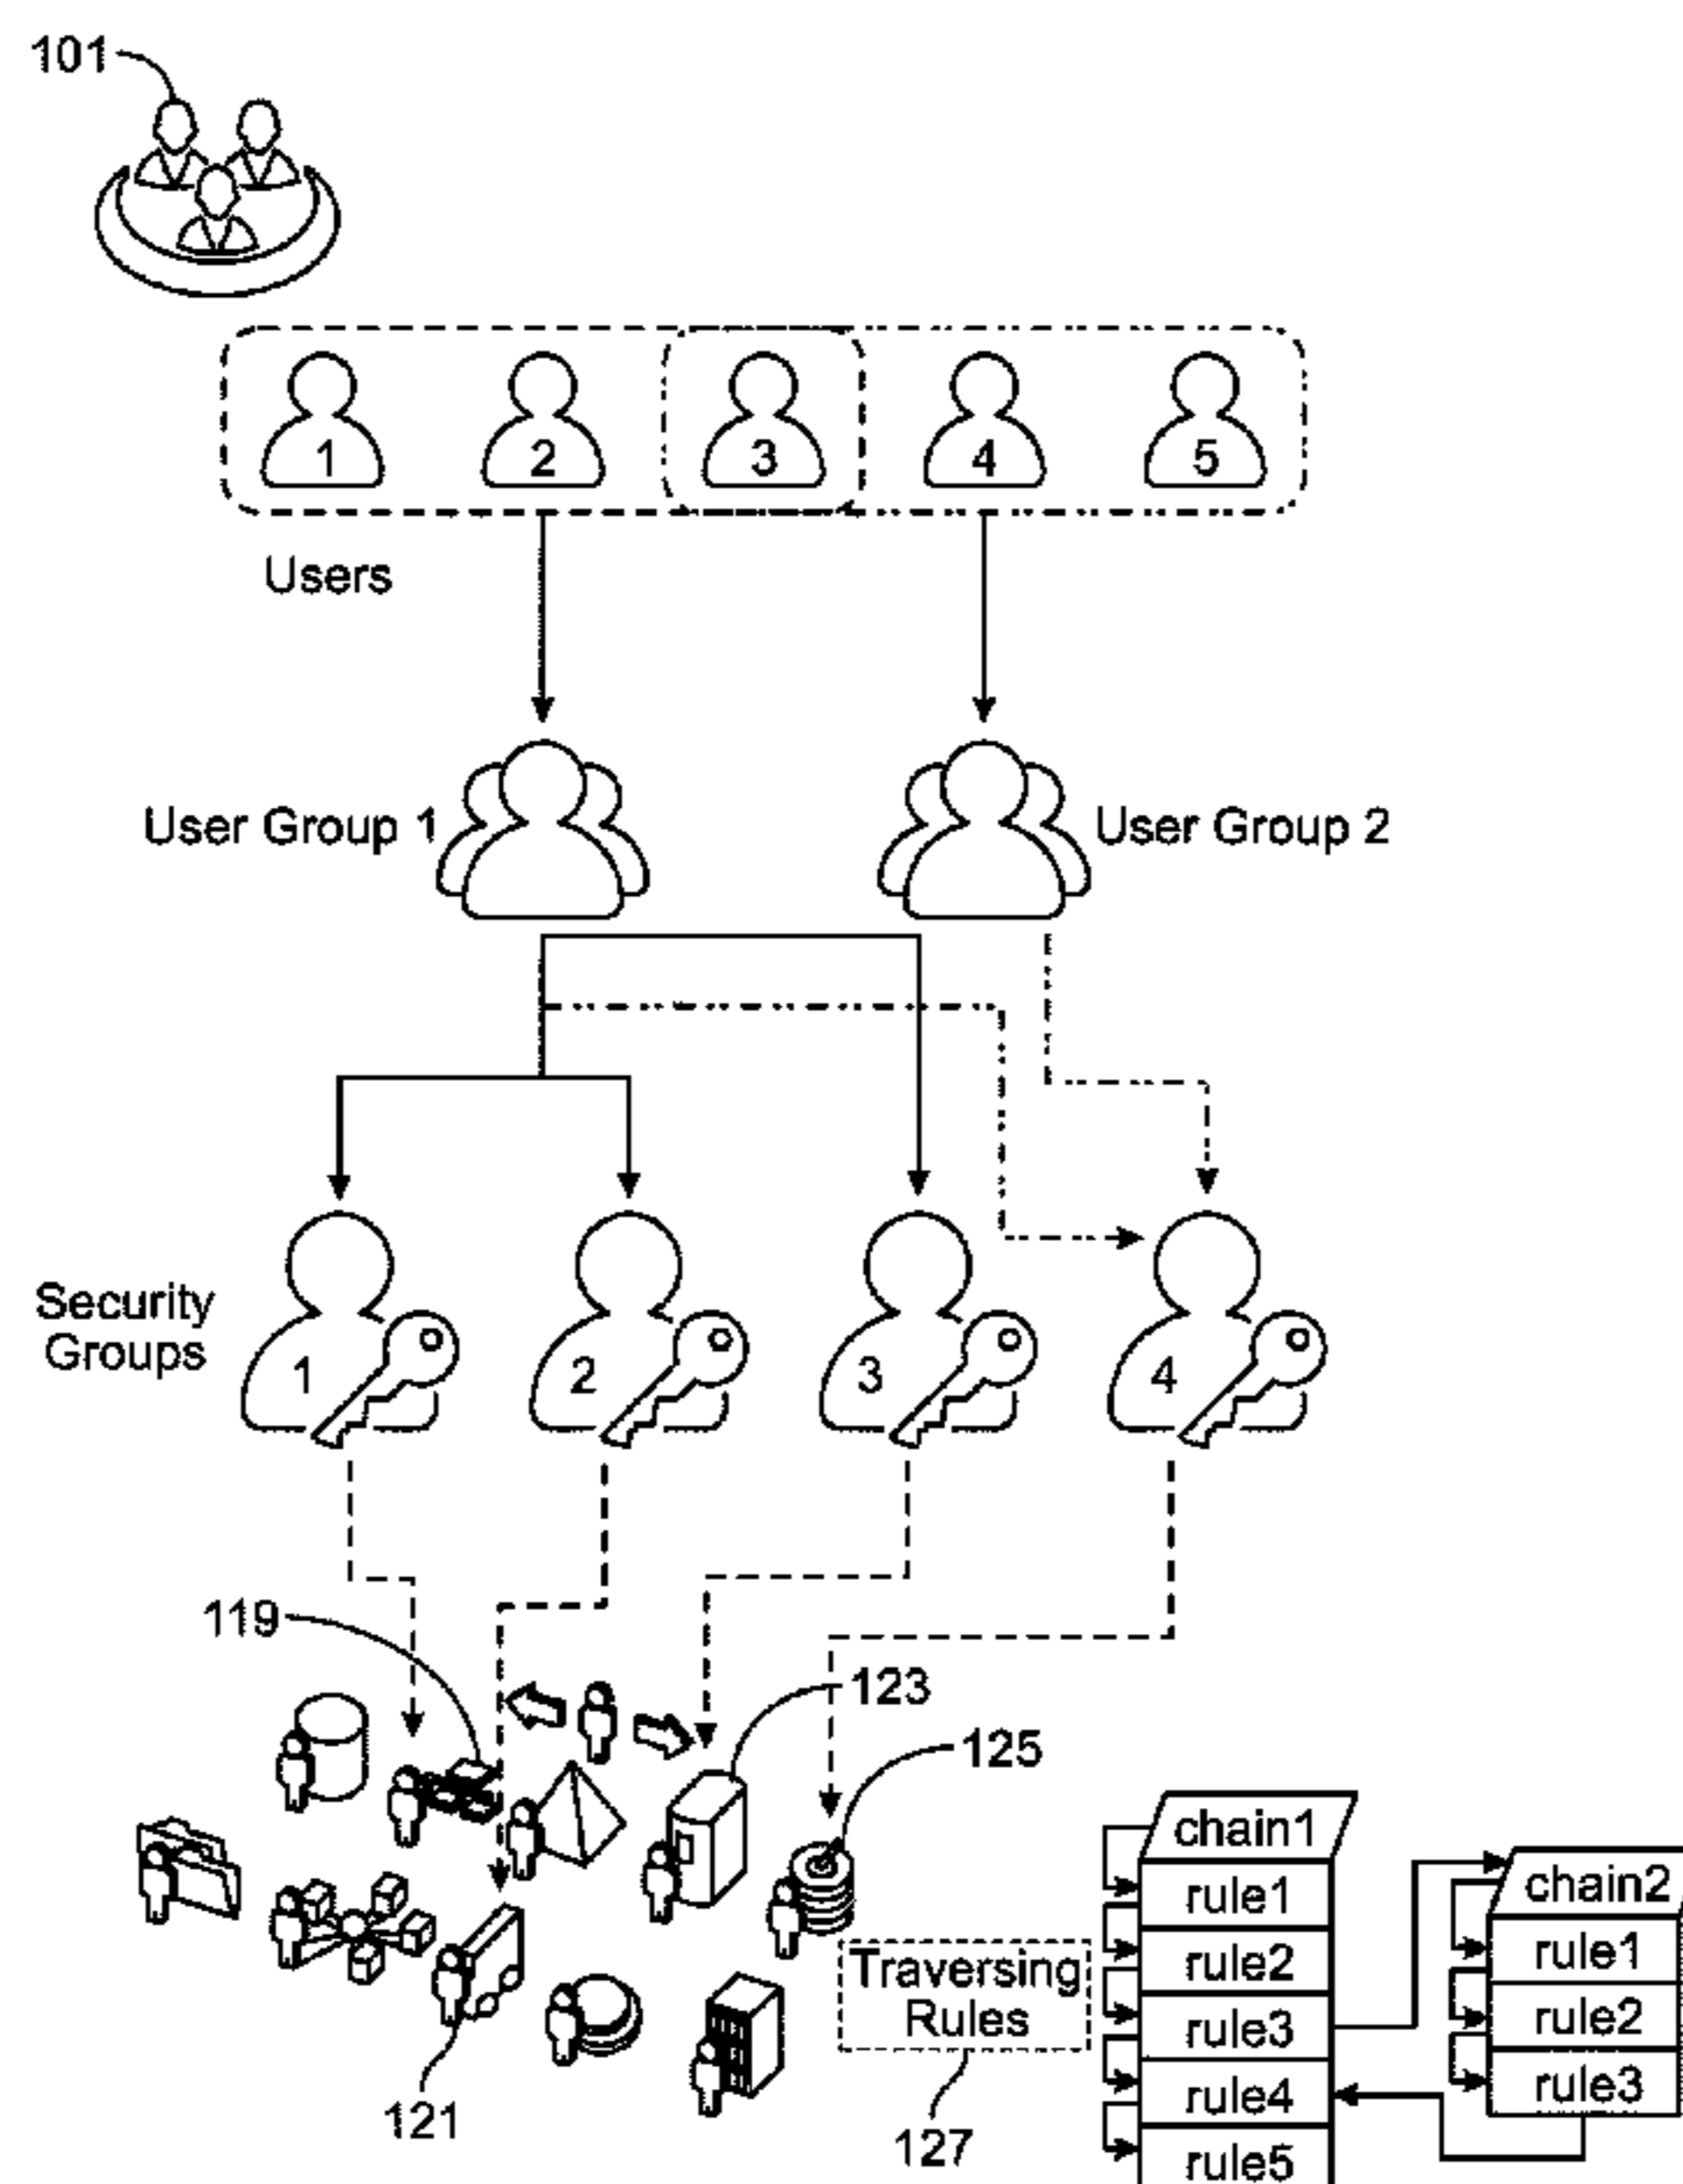 101
1
2
3
4
5
Users
User Group 1
User Group 2
Security
Groups
1
2
3
4
119
123
125
121
Traversing
Rules
127
chain1
rule1
rule2
rule3
rule4
rule5
chain2
rule1
rule2
rule3